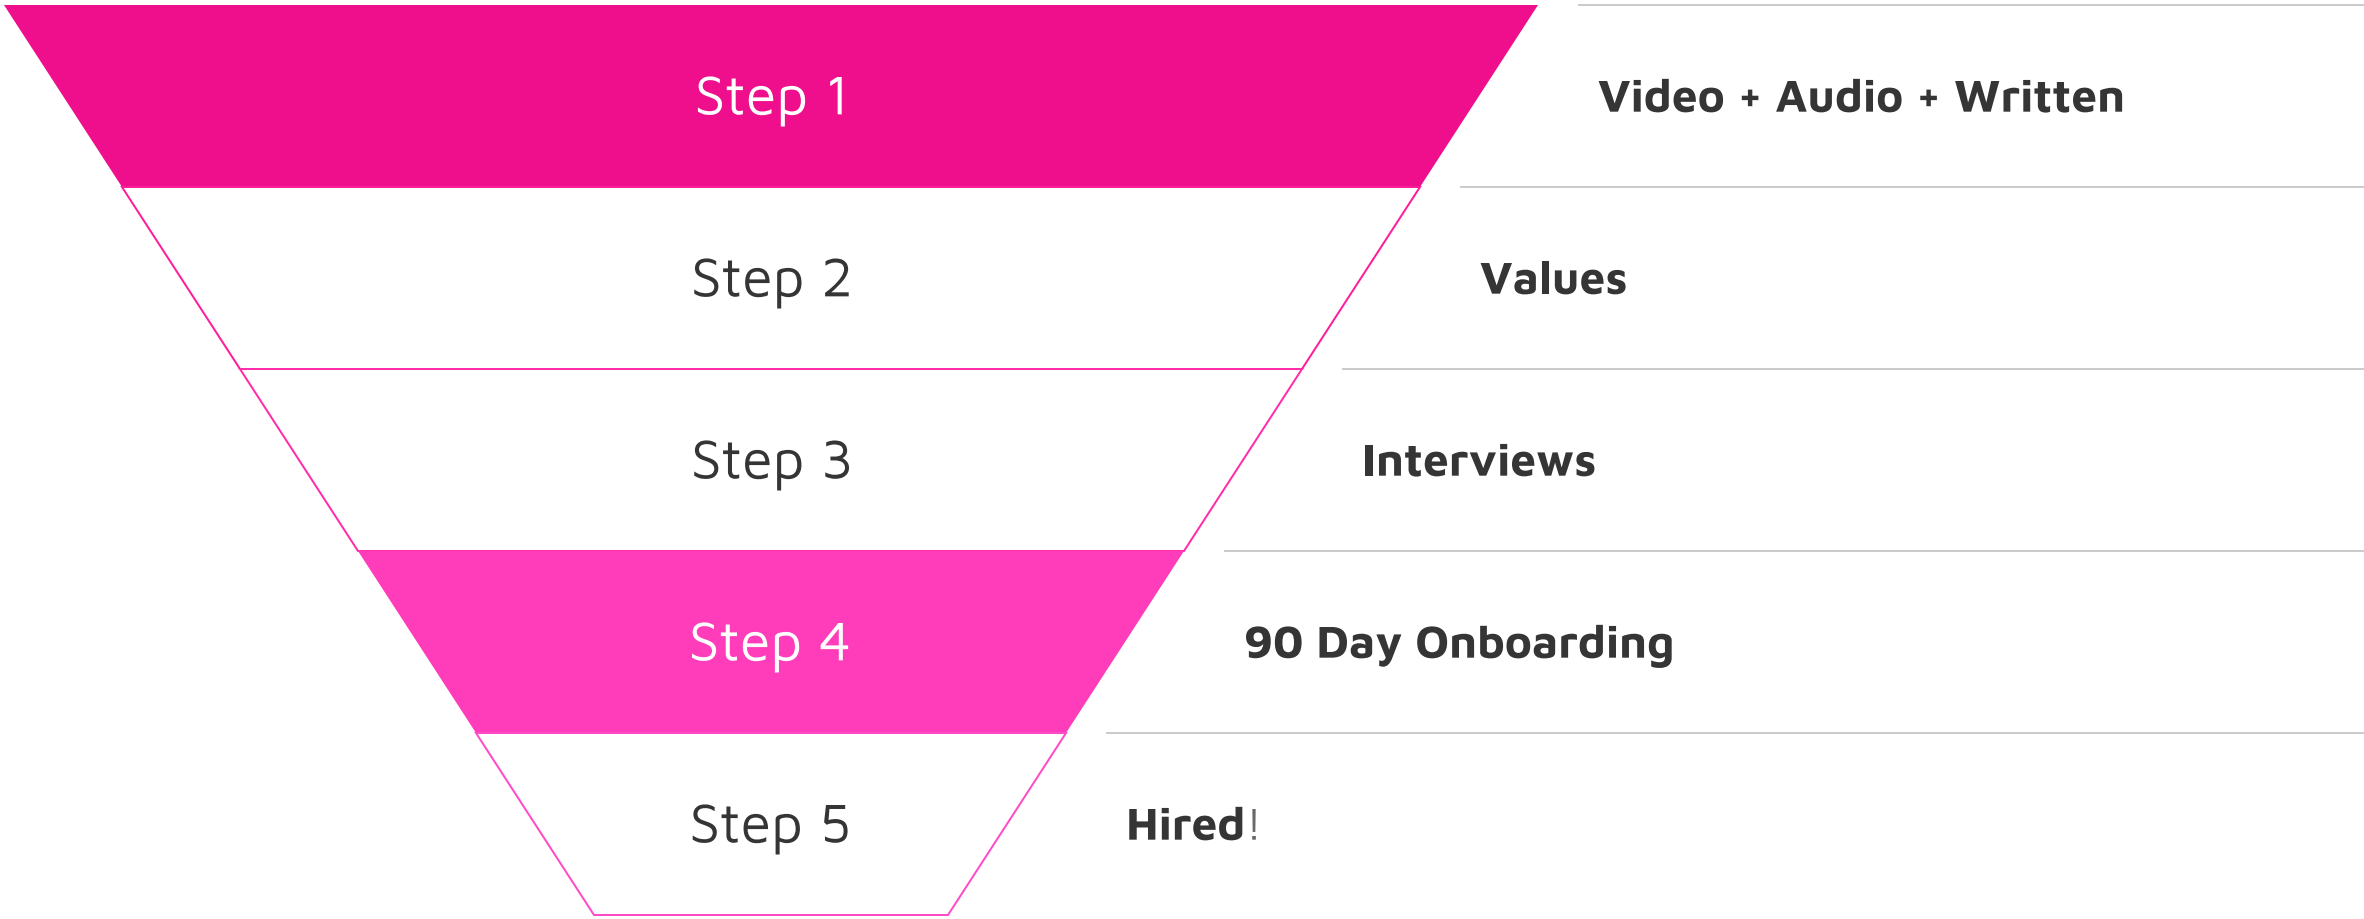 Step 1
Video + Audio + Written
Step 2
Values
Step 3
Interviews
Step 4
90 Day Onboarding
Step 5
Hired!